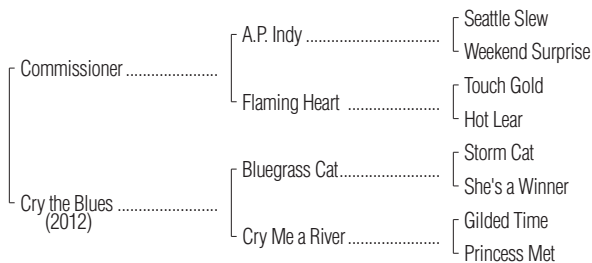 Seattle Slew
A.P. Indy ..............................
Weekend Surprise
Commissioner .....................
Touch Gold
Flaming Heart .....................
Hot Lear
Storm Cat
Bluegrass Cat.......................
She's a Winner
Cry the Blues .......................
(2012)
Gilded Time
Cry Me a River.....................
Princess Met